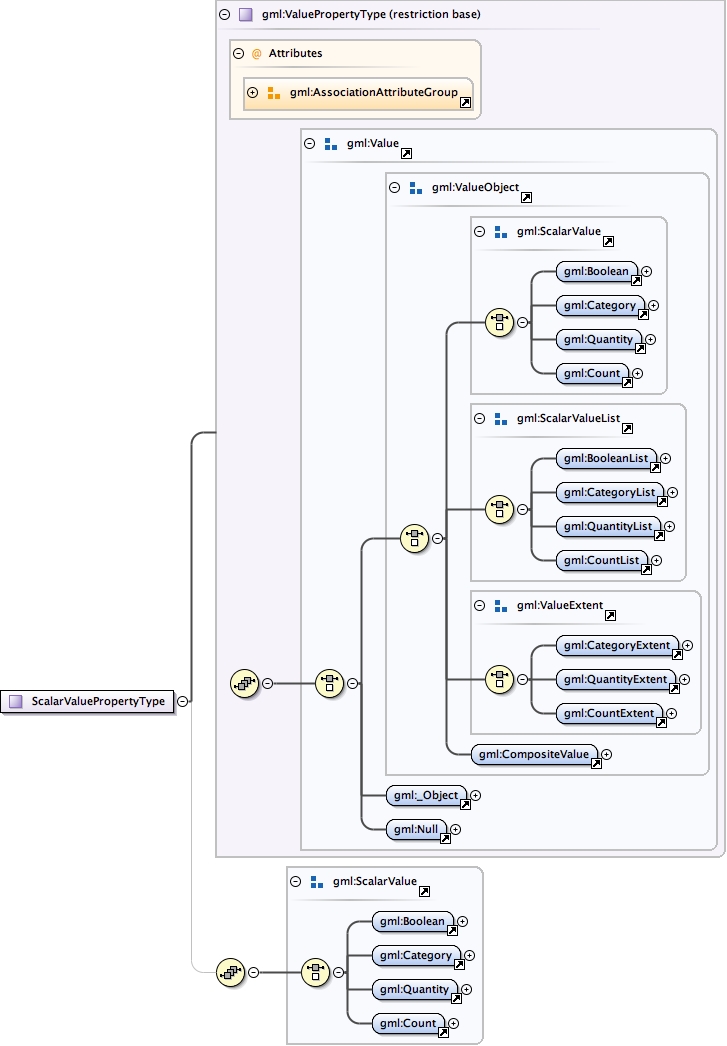 gml:ValuePropertyType (restriction base)
@ Attributes
gml:AssociationAttributeGroup
gml:Value
gml:ValueObject
gml:ScalarValue
gml:Boolean
gml:Category
gml:Quantity
gml:Count
gml:ScalarValueList
gml:BooleanList
gml:CategoryList
gml:QuantityList
gml:CountList
gml:ValueExtent
gml:CategoryExtent
gml:QuantityExtent
gml:CountExtent
ScalarValuePropertyType
gml:CompositeValue
gml:_Object
gml:Null
gml:ScalarValue
gml:Boolean
gml:Category
gml:Quantity
gml:Count